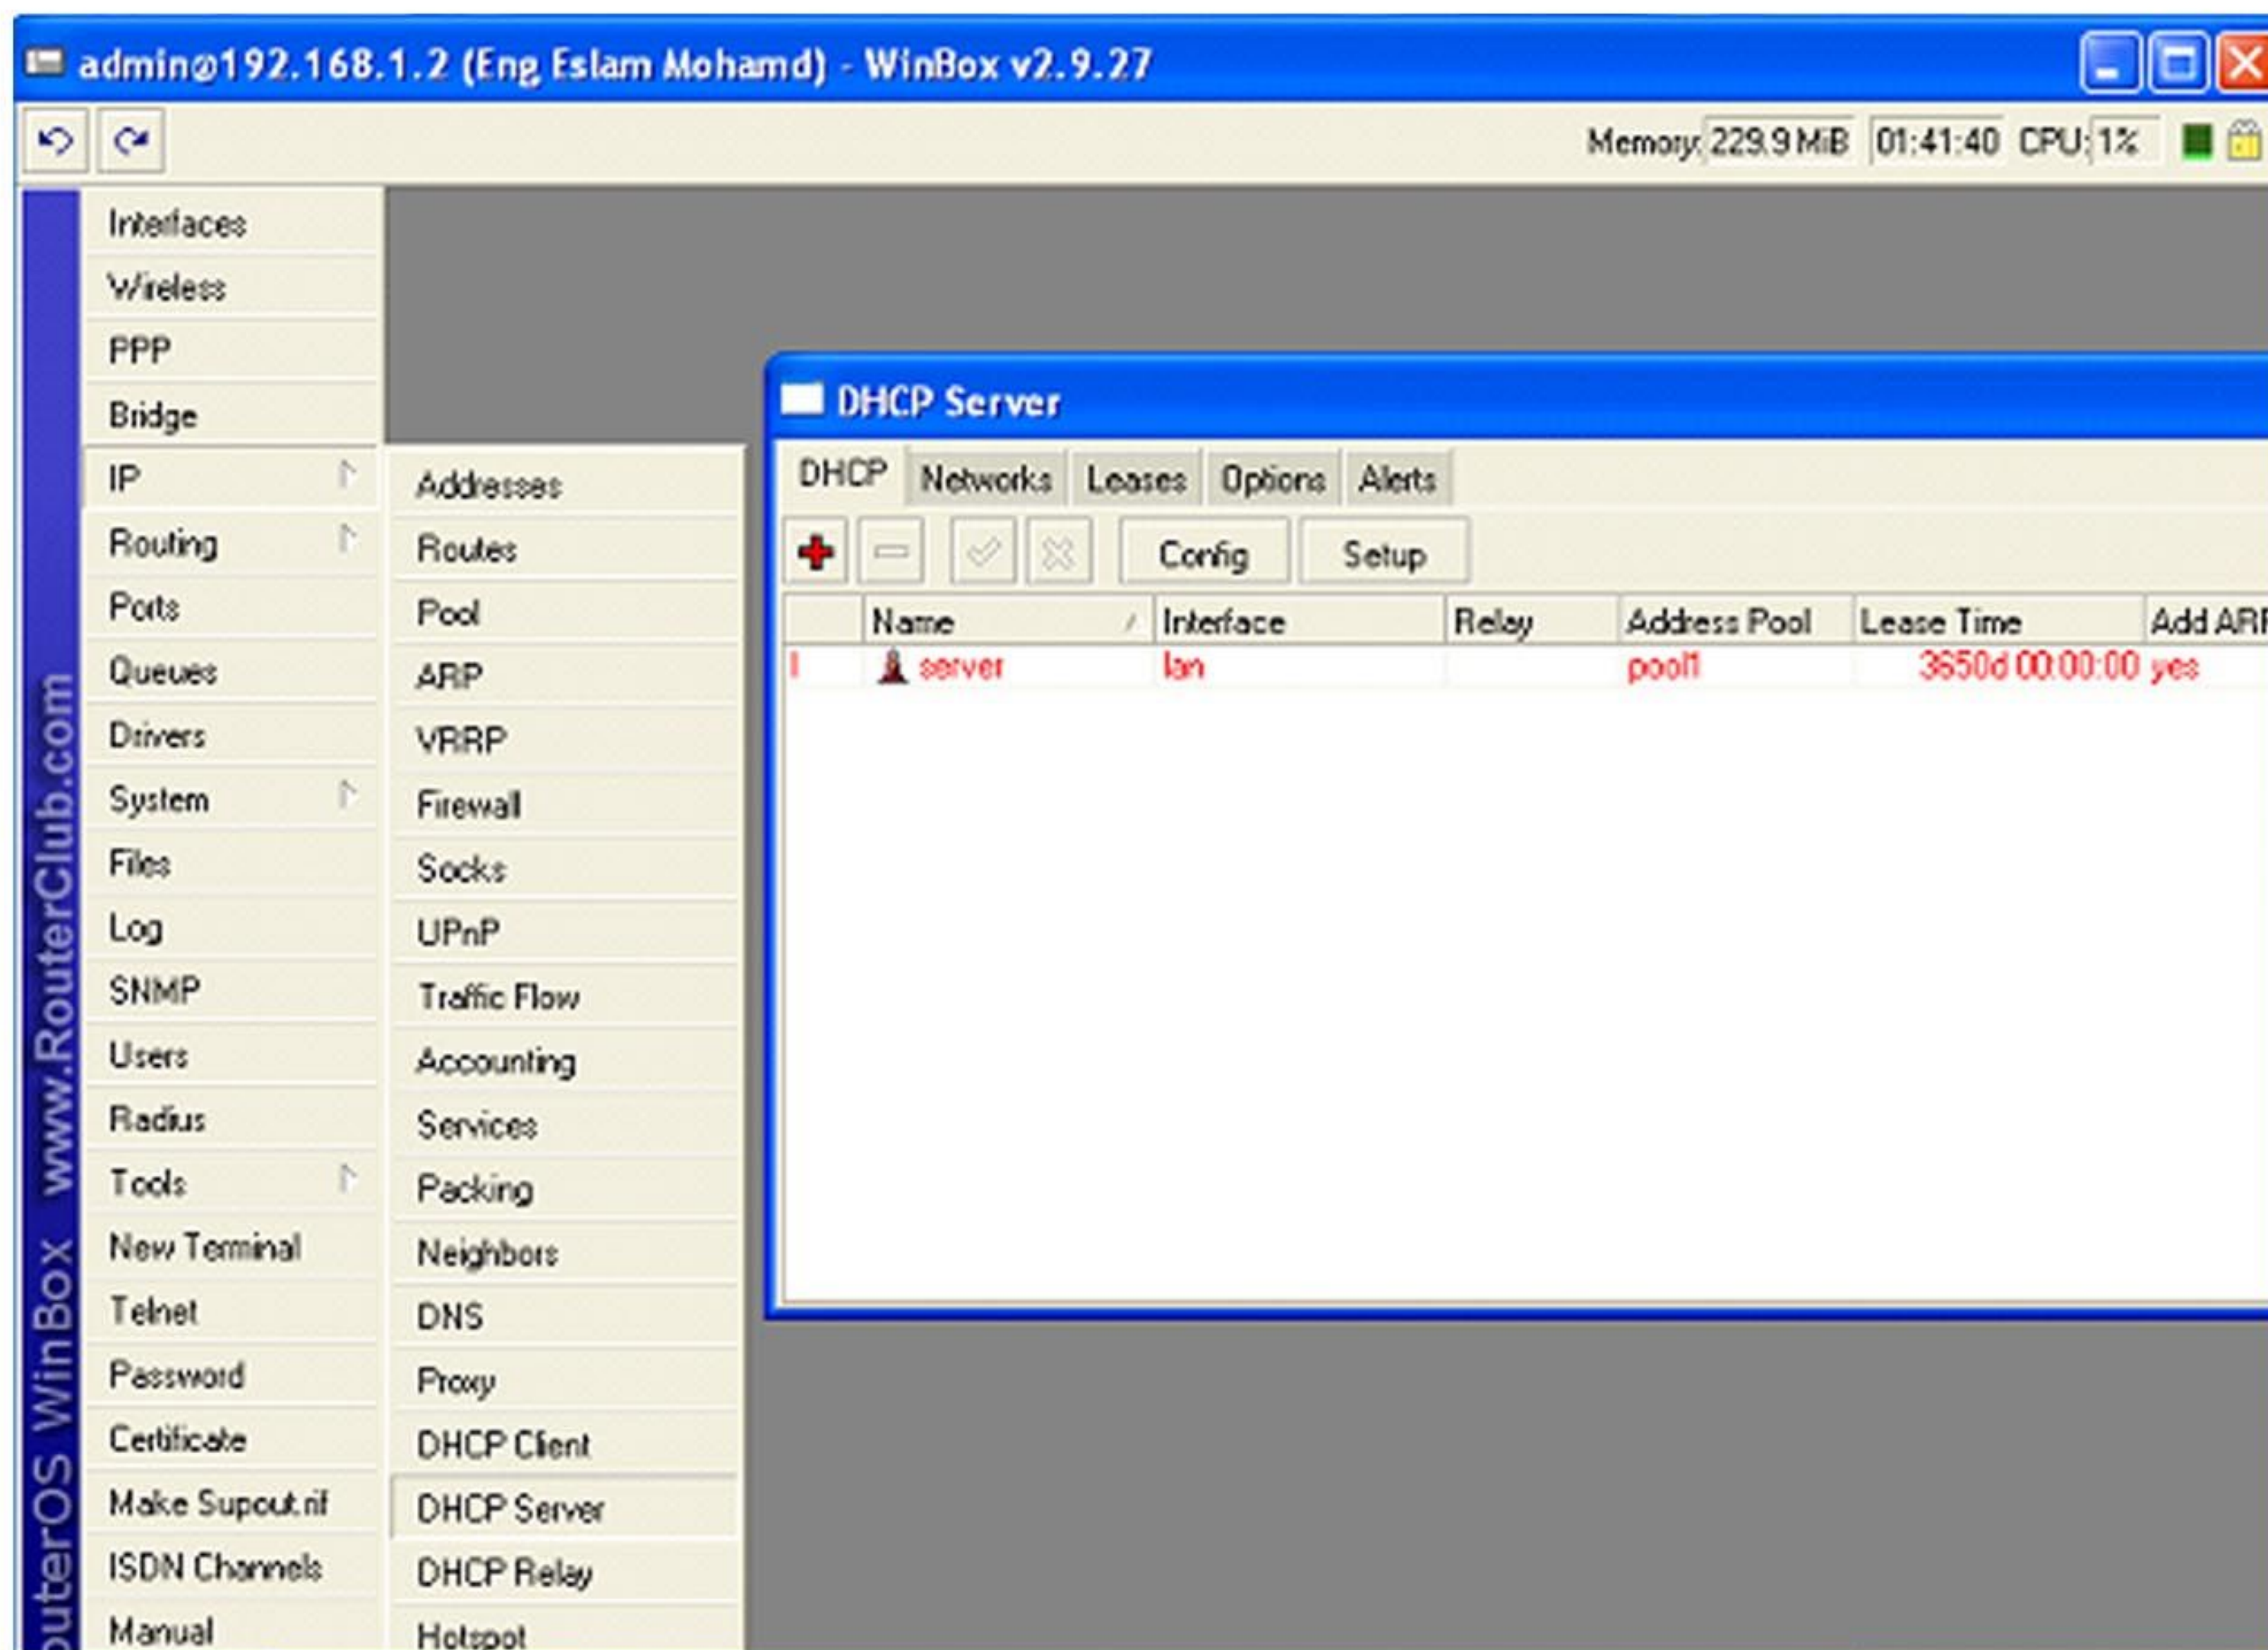 admin@192.168.1.2 (Eng Eslam Mohamd) - WinBox v2.9.27
Memory: 229.9 MiB 01:41:40 CPU: 1%
Interfaces
Wireless
PPP
Bridge
IP
Routing
Ports
Queues
Drivers
System
Files
Log
SNMP
Users
Radius
Tools
New Terminal
Telnet
Password
Certificate
Make Supout.rif
ISDN Channels
Manual
Addresses
Routes
Pool
ARP
VRRP
Firewall
Socks
UPnP
Traffic Flow
Accounting
Services
Packing
Neighbors
DNS
Proxy
DHCP Client
DHCP Server
DHCP Relay
Hotspot
DHCP Server
DHCP Networks Leases Options Alerts
Config Setup
Name / Interface Relay Address Pool Lease Time Add ARP
I server lan pool1 3650d 00:00:00 yes
outerOS WinBox www.RouterClub.com